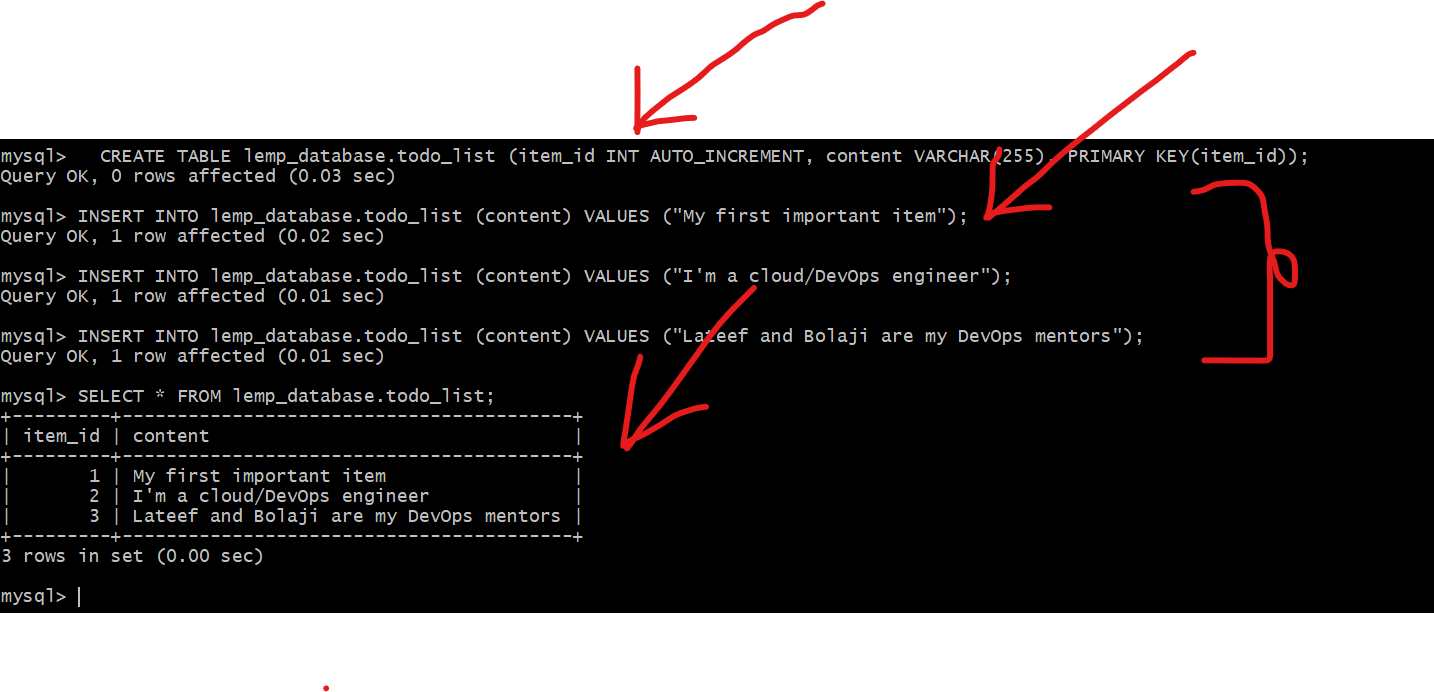 mysql>   CREATE TABLE lemp_database.todo_list (item_id INT AUTO_INCREMENT, content VARCHAR(255), PRIMARY KEY(item_id));
Query OK, 0 rows affected (0.03 sec)
mysql> INSERT INTO lemp_database.todo_list (content) VALUES ("My first important item");
Query OK, 1 row affected (0.02 sec)
mysql> INSERT INTO lemp_database.todo_list (content) VALUES ("I'm a cloud/DevOps engineer");
Query OK, 1 row affected (0.01 sec)
mysql> INSERT INTO lemp_database.todo_list (content) VALUES ("Lateef and Bolaji are my DevOps mentors");
Query OK, 1 row affected (0.01 sec)
mysql> SELECT * FROM lemp_database.todo_list;
+---------+-----------------------------------------+
| item_id | content                                 |
+---------+-----------------------------------------+
|       1 | My first important item                 |
|       2 | I'm a cloud/DevOps engineer             |
|       3 | Lateef and Bolaji are my DevOps mentors |
+---------+-----------------------------------------+
3 rows in set (0.00 sec)
mysql>